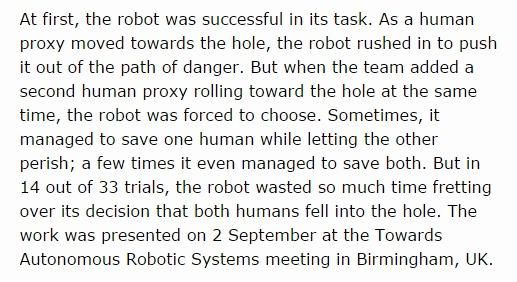 At first, the robot was successful in its task. As a human
proxy moved towards the hole, the robot rushed in to push
it out of the path of danger. But when the team added a
second human proxy rolling toward the hole at the same
time, the robot was forced to choose. Sometimes, it
managed to save one human while letting the other
perish; a few times it even managed to save both. But in
14 out of 33 trials, the robot wasted so much time fretting
over its decision that both humans fell into the hole. The
work was presented on 2 September at the Towards
Autonomous Robotic Systems meeting in Birmingham, UK.